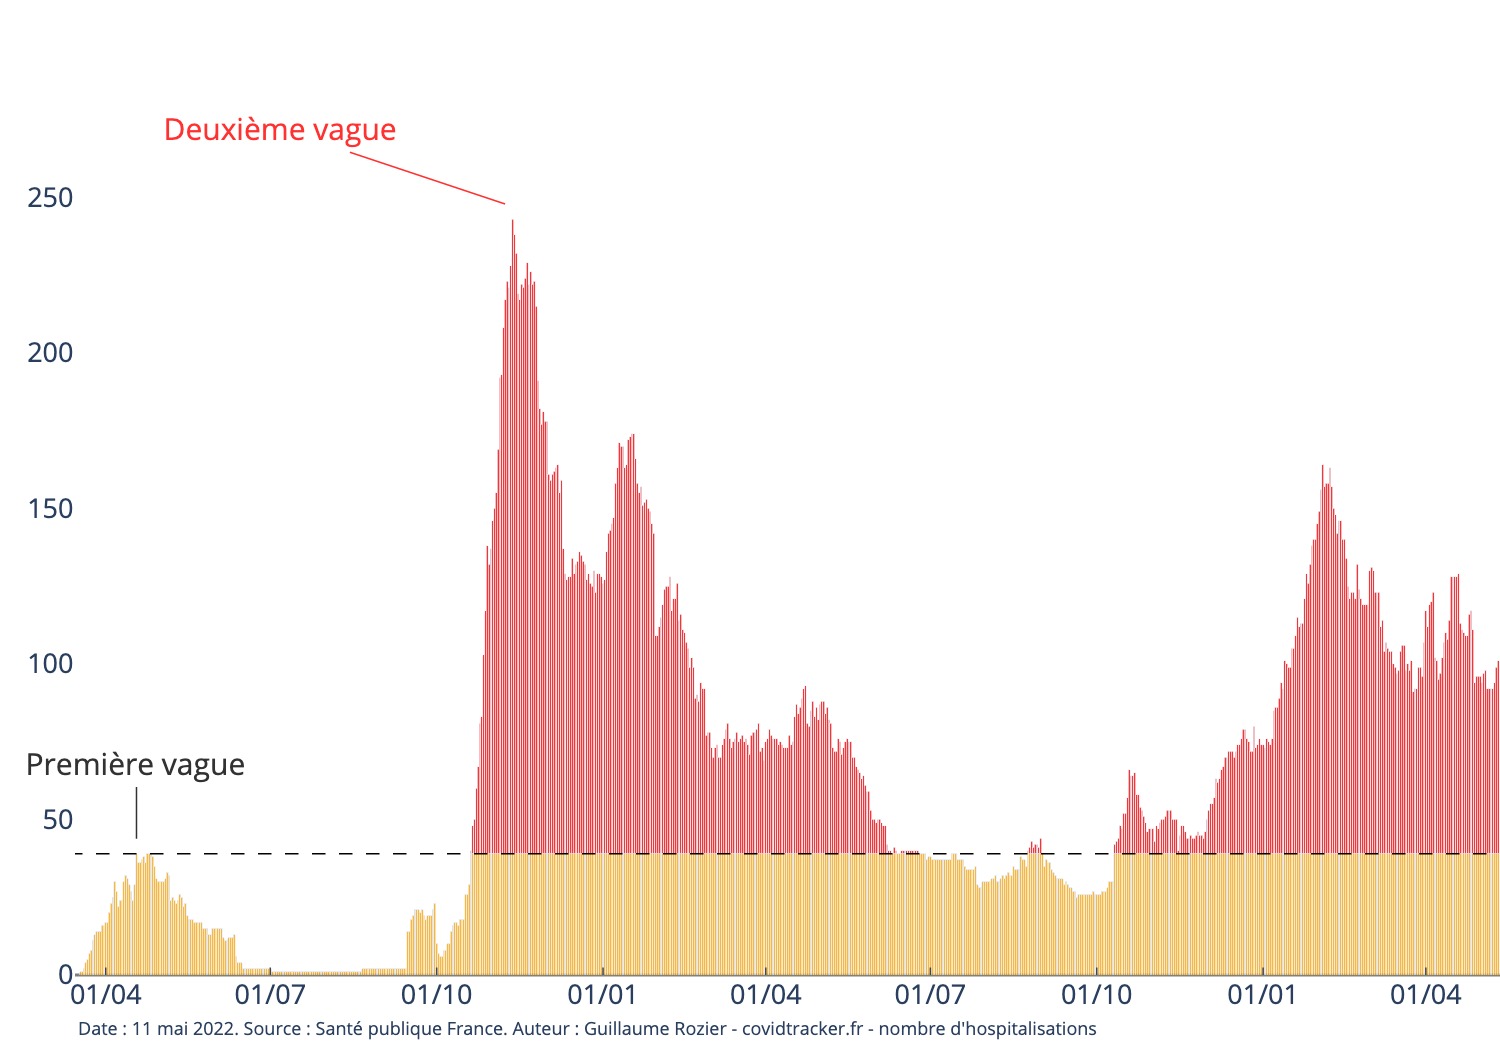 Deuxième vague
250
200
150
100
Première vague
50
0
01/04 01/07 01/10 01/01 01/04 01/07 01/10 01/01 01/04
Date : 11 mai 2022. Source : Santé publique France. Auteur : Guillaume Rozier - covidtracker.fr - nombre d'hospitalisations